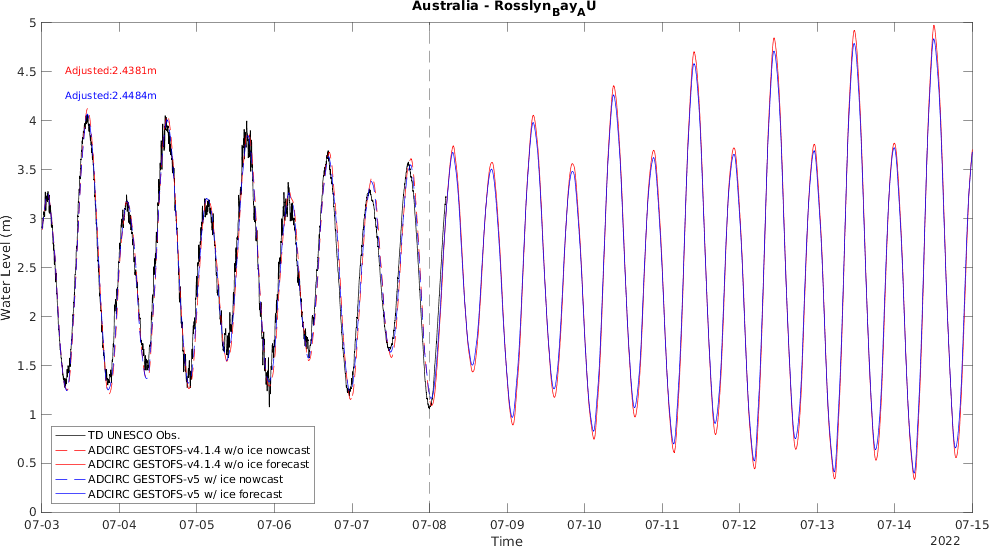 Australia - RosslynBayAU
Adjusted:2.4381m
Adjusted:2.4484m
Water Level (m)
5
4.5
4
3.5
3
2.5
2
1.5
1
0.5
0
TD UNESCO Obs.
ADCIRC GESTOFS-v4.1.4 w/o ice nowcast
ADCIRC GESTOFS-v4.1.4 w/o ice forecast
ADCIRC GESTOFS-v5 w/ ice nowcast
ADCIRC GESTOFS-v5 w/ ice forecast
07-03 07-04 07-05 07-06 07-07 07-08 07-09 07-10 07-11 07-12 07-13 07-14 07-15
Time
2022